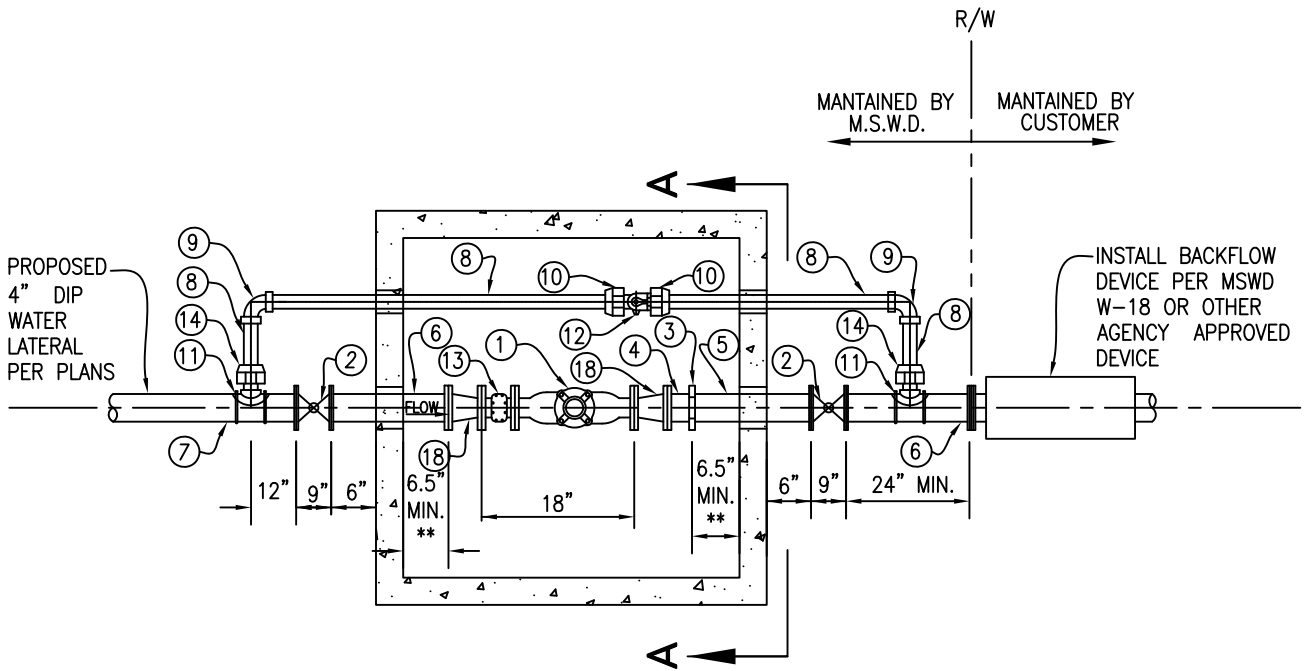 R/W
MANTAINED BY
M.S.W.D.
MANTAINED BY
CUSTOMER
A
9
8
10
10
8
9
PROPOSED
4" DIP
WATER
LATERAL
PER PLANS
8
14
11
2
6
13
1
12
18
4
3
5
2
14
11
8
INSTALL BACKFLOW
DEVICE PER MSWD
W-18 OR OTHER
AGENCY APPROVED
DEVICE
FLOW
7
18
6
12"
9"
6"
6.5"
MIN.
**
18"
6.5"
MIN.
**
6"
9"
24" MIN.
A